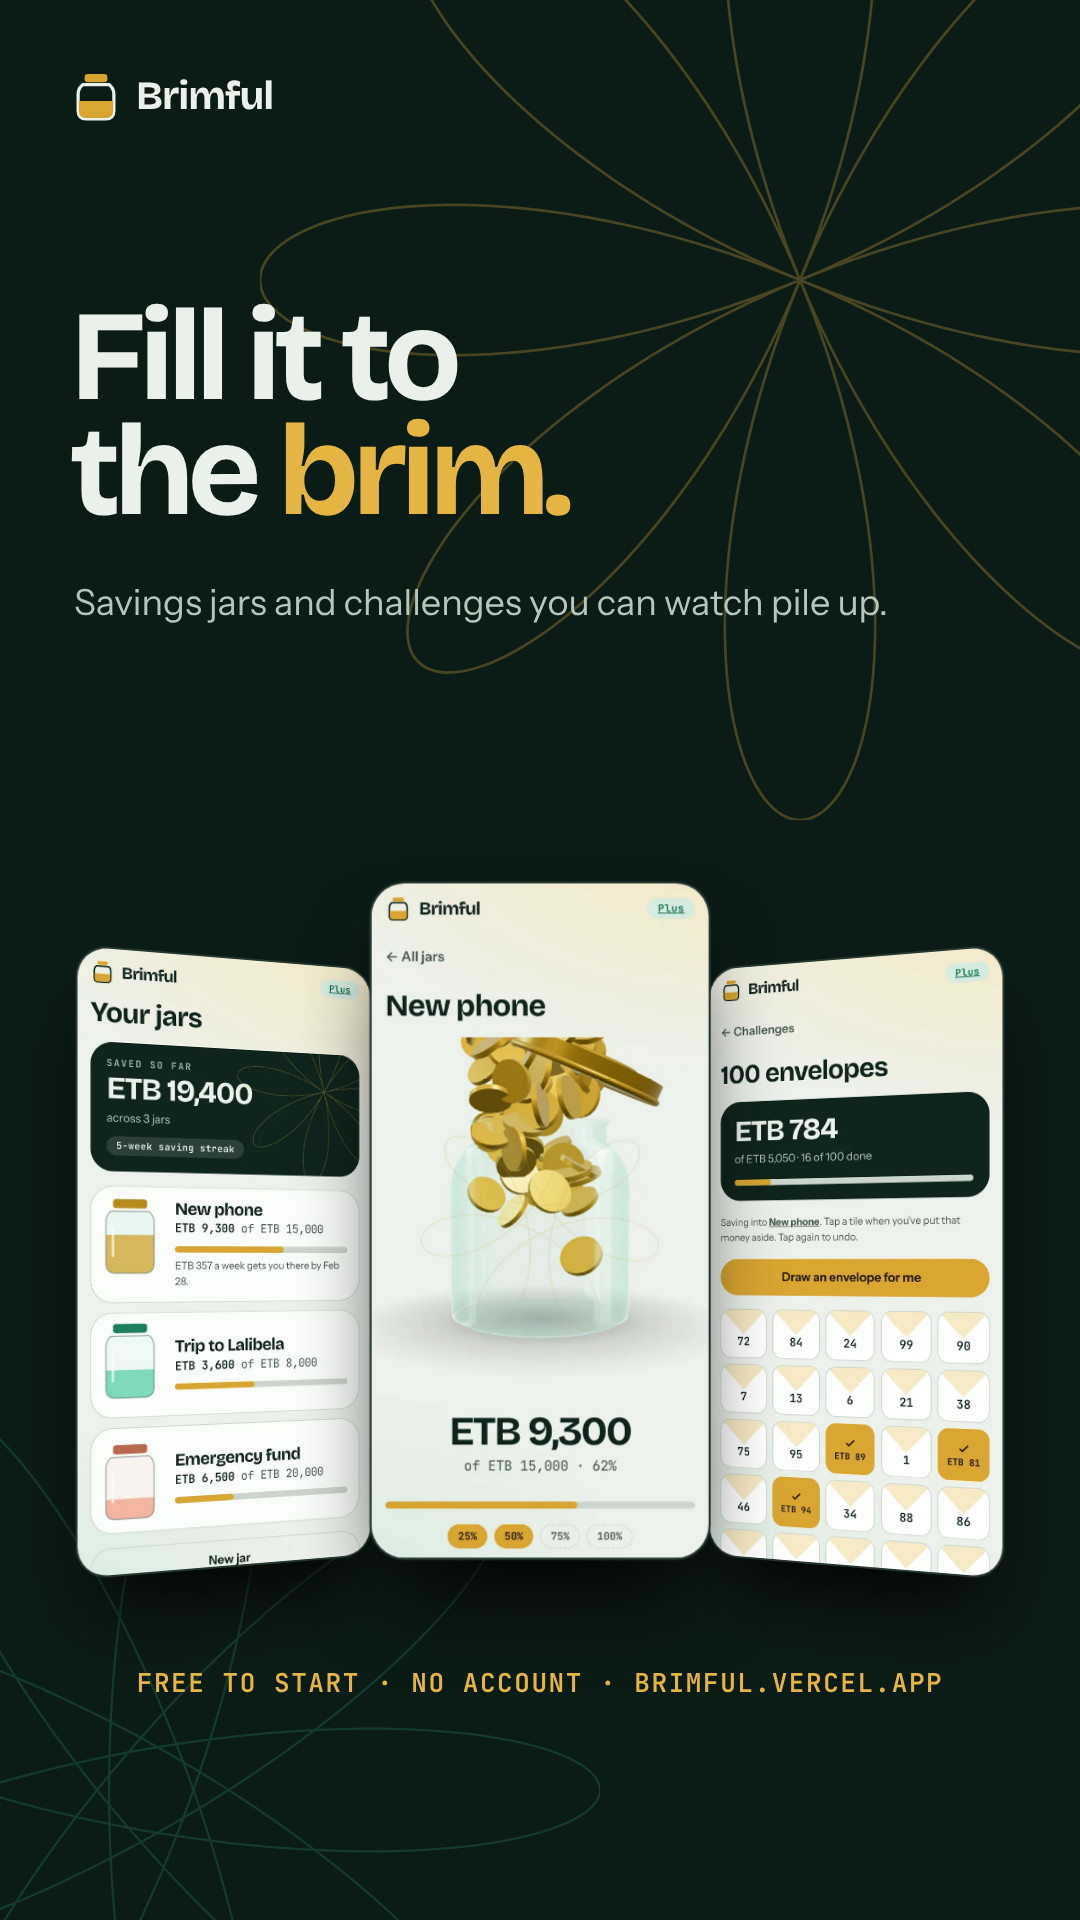 Brimful
Fill it to
the brim.
Savings jars and challenges you can watch pile up.
Brimful
Plus
Your jars
SAVED SO FAR
ETB 19,400
across 3 jars
5-week saving streak
New phone
ETB 9,300 of ETB 15,000
ETB 357 a week gets you there by Feb
28.
Trip to Lalibela
ETB 3,600 of ETB 8,000
Emergency fund
ETB 6,500 of ETB 20,000
New jar
Brimful
Plus
← All jars
New phone
ETB 9,300
of ETB 15,000 · 62%
25% 50% 75% 100%
Brimful
Plus
← Challenges
100 envelopes
ETB 784
of ETB 5,050 · 16 of 100 done
Saving into New phone. Tap a tile when you've put that
money aside. Tap again to undo.
Draw an envelope for me
72 84 24 99 90
7 13 6 21 38
75 95 ✓ ETB 89 1 ✓ ETB 81
46 ✓ ETB 94 34 88 86
FREE TO START · NO ACCOUNT · BRIMFUL.VERCEL.APP